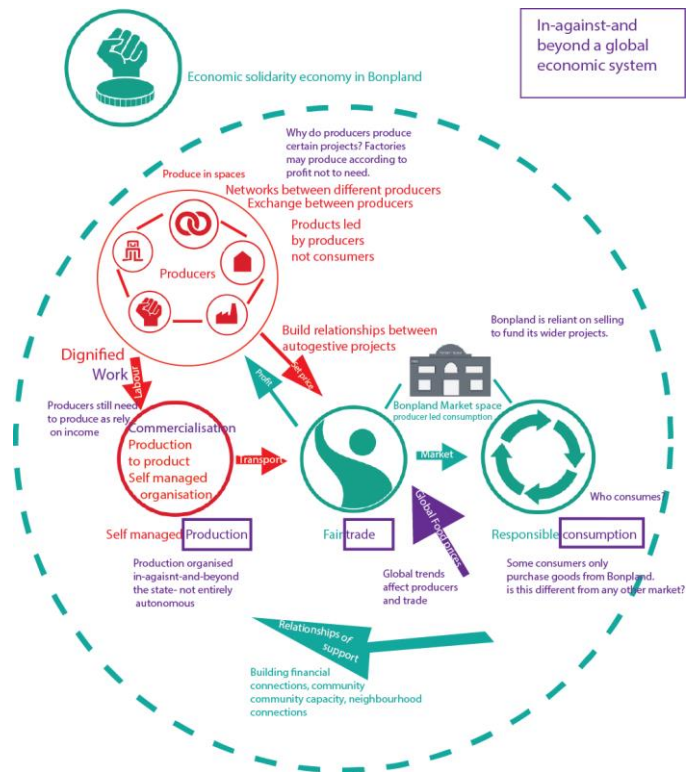 In-against-and
beyond a global
economic system
Economic solidarity economy in Bonpland
Why do producers produce
certain projects? Factories
may produce according to
profit not to need.
Produce in spaces
Networks between different producers
Exchange between producers
Products led
by producers
not consumers
Producers
Build relationships between
autogestive projects
Bonpland is reliant on selling
to fund its wider projects.
Dignified
Work
Labour
Profit
Set price
Bonpland Market space
producer led consumption
Producers still need
to produce as rely
on income
Commercialisation
Production
to product
Self managed
organisation
Transport
Market
Who consumes?
Global Food prices
Self managed Production
Fair trade
Responsible consumption
Production organised
in-agaisnt-and-beyond
the state- not entirely
autonomous
Global trends
affect producers
and trade
Some consumers only
purchase goods from Bonpland.
is this different from any other market?
Relationships of
support
Building financial
connections, community
community capacity, neighbourhood
connections